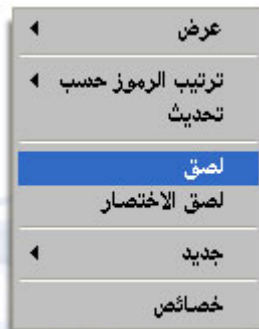 عرض
ترتيب الرموز حسب
تحديث
لصق
لصق الاختصار
جديد
خصائص